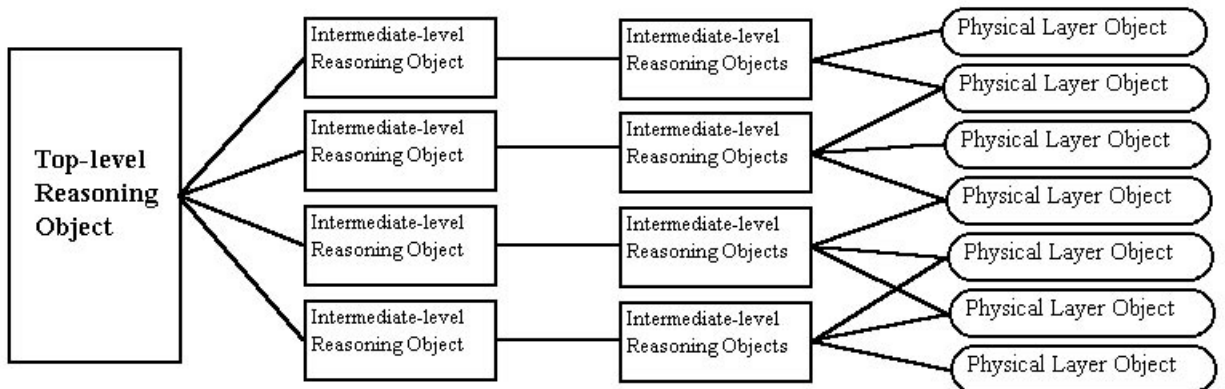 Top-level
Reasoning
Object
Intermediate-level
Reasoning Object
Intermediate-level
Reasoning Object
Intermediate-level
Reasoning Object
Intermediate-level
Reasoning Object
Intermediate-level
Reasoning Objects
Intermediate-level
Reasoning Objects
Intermediate-level
Reasoning Objects
Intermediate-level
Reasoning Objects
Physical Layer Object
Physical Layer Object
Physical Layer Object
Physical Layer Object
Physical Layer Object
Physical Layer Object
Physical Layer Object